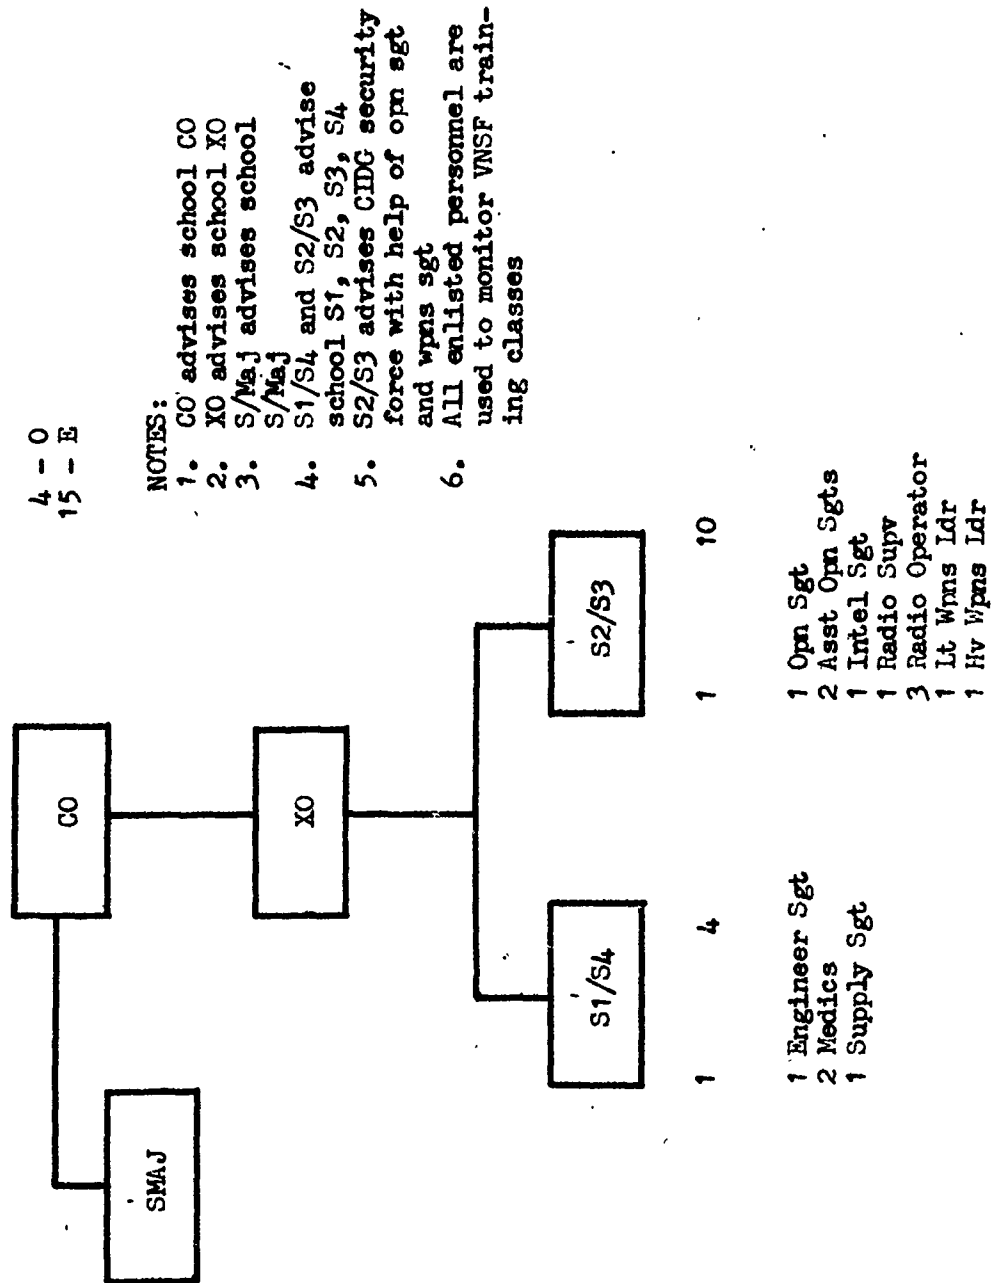 4 - O
15 - E
NOTES:
1. CO advises school CO
2. XO advises school XO
3. S/Maj advises school
S/Maj
4. S1/S4 and S2/S3 advise
school S1, S2, S3, S4
5. S2/S3 advises CIDG security
force with help of opn sgt
and wpns sgt
6. All enlisted personnel are
used to monitor VNSF train-
ing classes
CO
SMAJ
XO
S1/S4
S2/S3
1 4
1 10
1 Engineer Sgt
2 Medics
1 Supply Sgt
1 Opn Sgt
2 Asst Opn Sgts
1 Intel Sgt
1 Radio Supv
3 Radio Operator
1 Lt Wpns Ldr
1 Hv Wpns Ldr